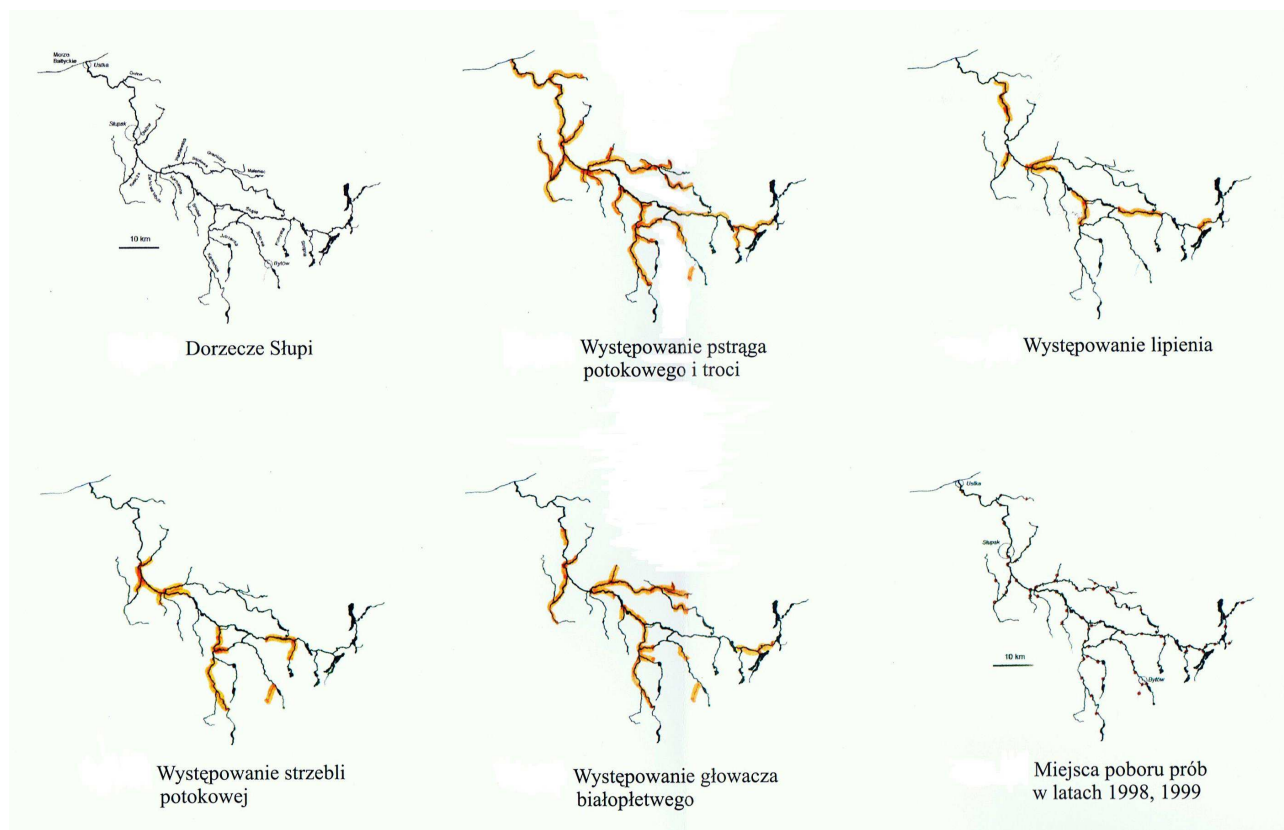 Morze
Bałtyckie
Ustka
Słupsk
Słupia
10 km
Bytów
Dorzecze Słupi
Występowanie pstrąga
potokowego i troci
Występowanie lipienia
Występowanie strzebli
potokowej
Występowanie głowacza
białopłetwego
Ustka
Słupsk
10 km
Bytów
Miejsca poboru prób
w latach 1998, 1999